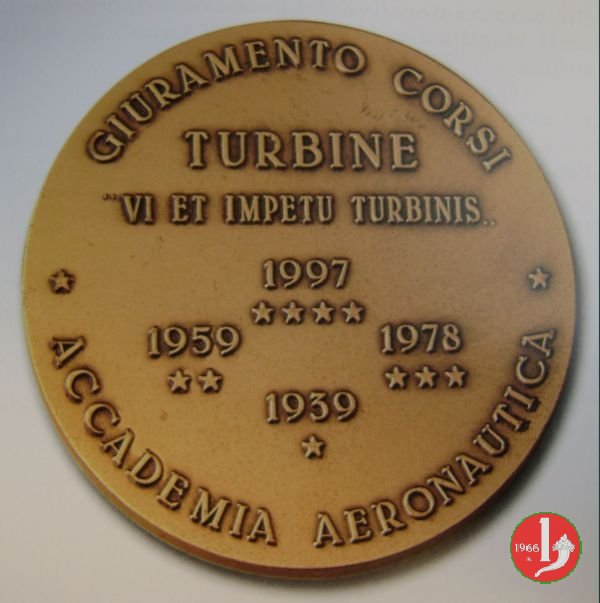 GIURAMENTO CORSI
TURBINE
"VI ET IMPETU TURBINIS„
1997
★★★★
1959 1978
★★ ★★★
1939
★
ACCADEMIA AERONAUTICA
1966